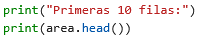 print("Primeras 10 filas:")
print(area.head())